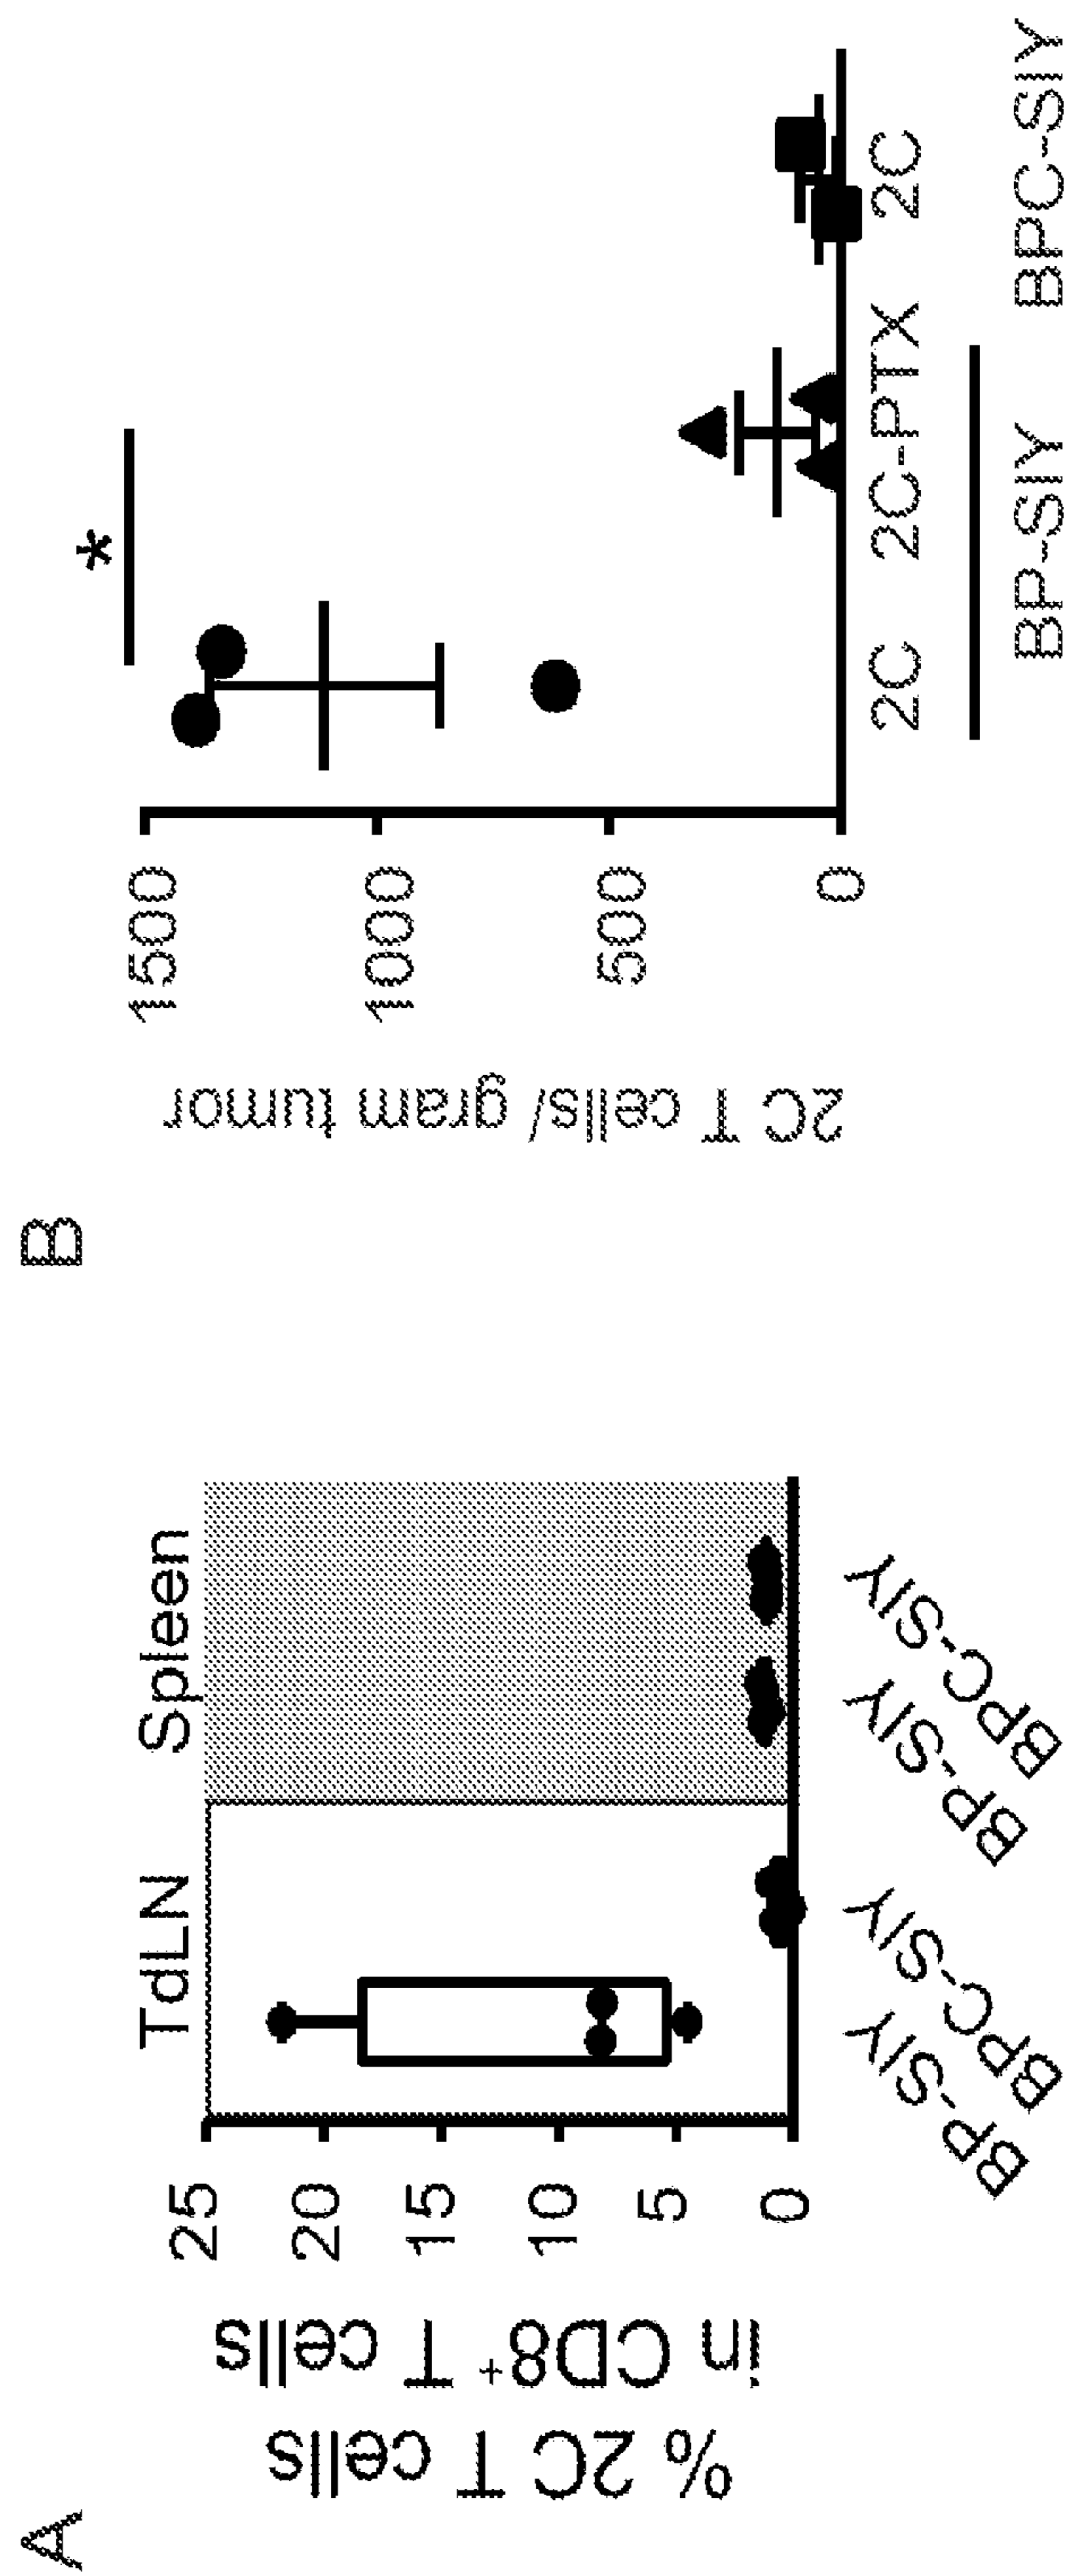 A
% 2C T cells
in CD8+ T cells
25
20
15
10
5
0
TdLN
Spleen
BP-SIY
BPC-SIY
BP-SIY
BPC-SIY
B
2C T cells/ gram tumor
1500
1000
500
0
*
2C
2C-PTX
2C
BP-SIY
BPC-SIY